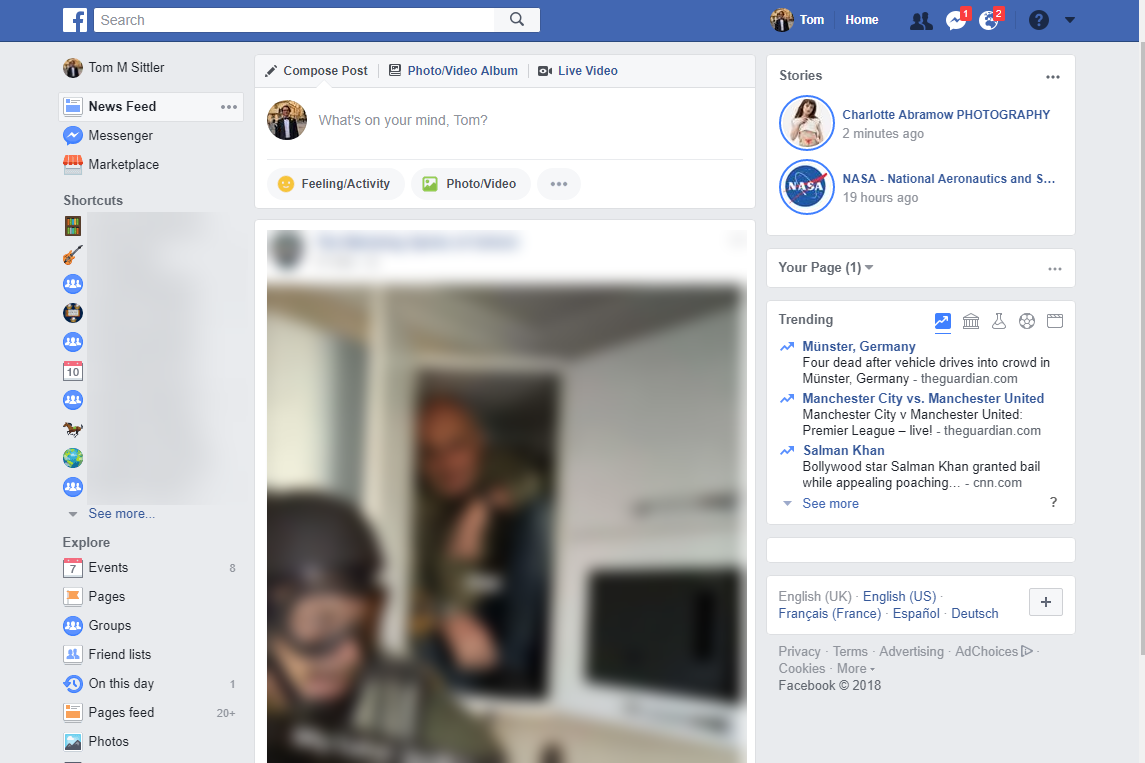 f
Search
Tom
Home
1
2
?
Tom M Sittler
News Feed
Messenger
Marketplace
Shortcuts
10
See more...
Explore
7
Events
8
Pages
Groups
Friend lists
On this day
1
Pages feed
20+
Photos
Compose Post
Photo/Video Album
Live Video
What's on your mind, Tom?
Feeling/Activity
Photo/Video
Stories
Charlotte Abramow PHOTOGRAPHY
2 minutes ago
NASA
NASA - National Aeronautics and S...
19 hours ago
Your Page (1)
Trending
Münster, Germany
Four dead after vehicle drives into crowd in
Münster, Germany - theguardian.com
Manchester City vs. Manchester United
Manchester City v Manchester United:
Premier League – live! - theguardian.com
Salman Khan
Bollywood star Salman Khan granted bail
while appealing poaching... - cnn.com
See more
?
English (UK) · English (US) ·
Français (France) · Español · Deutsch
+
Privacy · Terms · Advertising · AdChoices ·
Cookies · More
Facebook © 2018